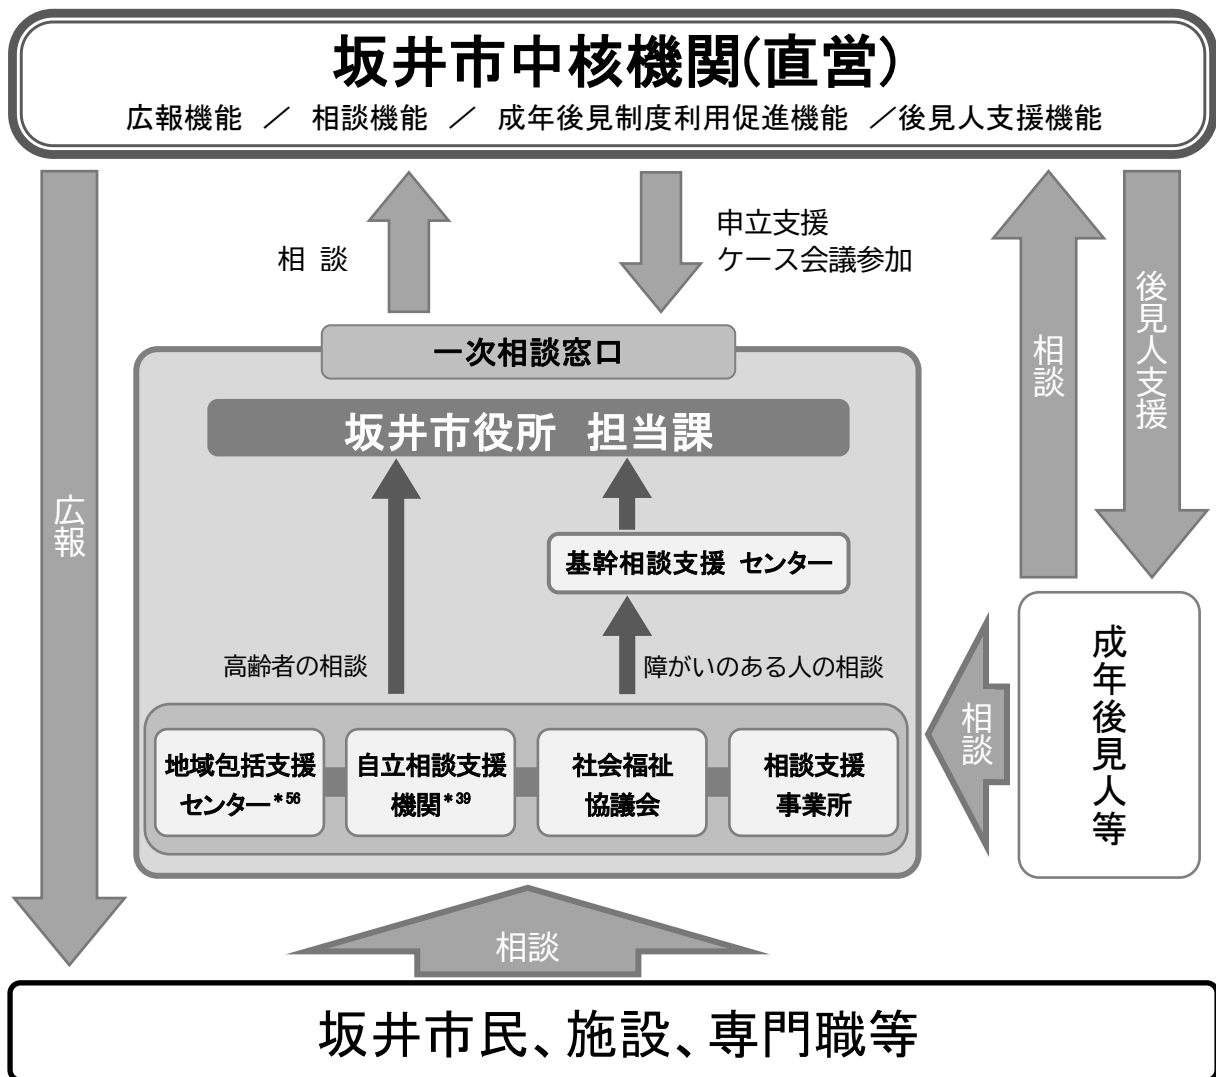 坂井市中核機関(直営)
広報機能 ／ 相談機能 ／ 成年後見制度利用促進機能 ／後見人支援機能
相 談
申立支援
ケース会議参加
後見人支援
相談
広報
一次相談窓口
坂井市役所 担当課
基幹相談支援 センター
高齢者の相談
障がいのある人の相談
地域包括支援
センター*56
自立相談支援
機関*39
社会福祉
協議会
相談支援
事業所
相談
成年後見人等
相談
坂井市民、施設、専門職等